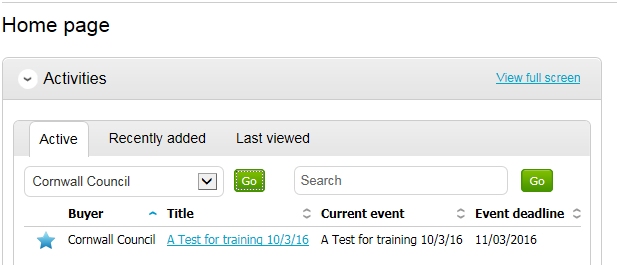 Home page
Activities View full screen
Active Recently added Last viewed
Cornwall Council Go Search Go
Buyer Title Current event Event deadline
Cornwall Council A Test for training 10/3/16 A Test for training 10/3/16 11/03/2016